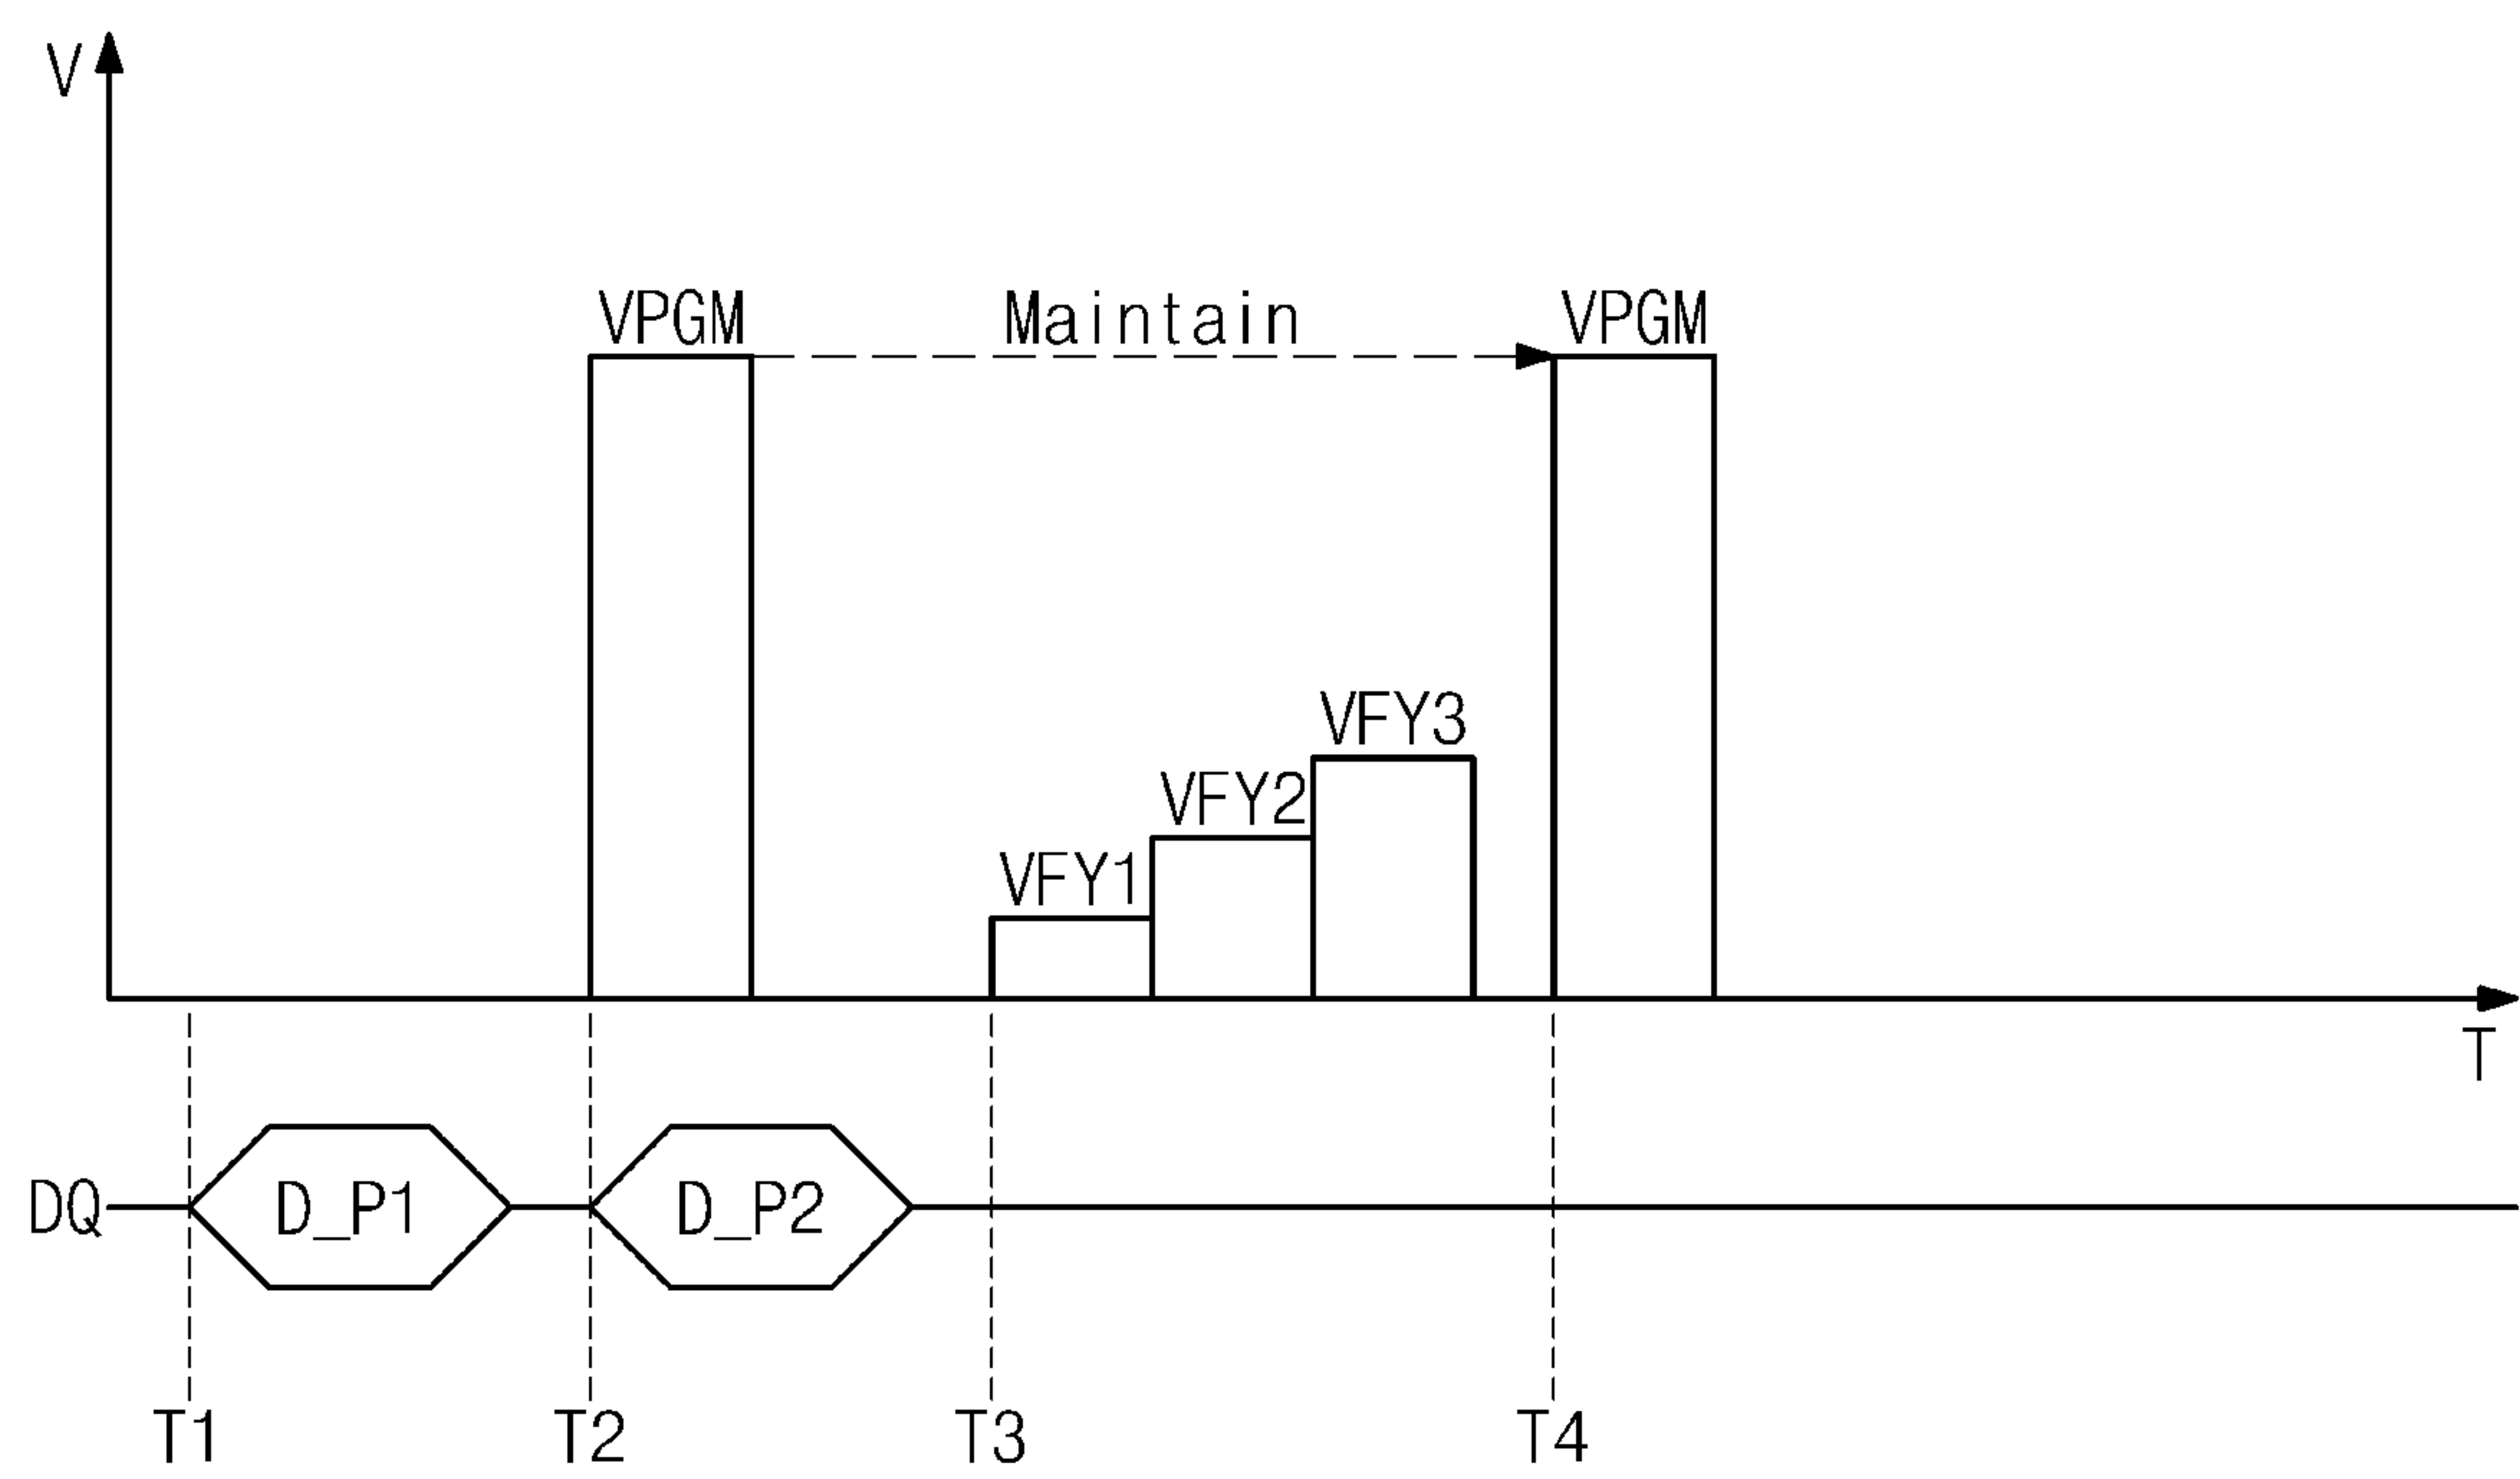 V
VPGM Maintain VPGM
VFY3
VFY2
VFY1
T
DQ D_P1 D_P2
T1 T2 T3 T4